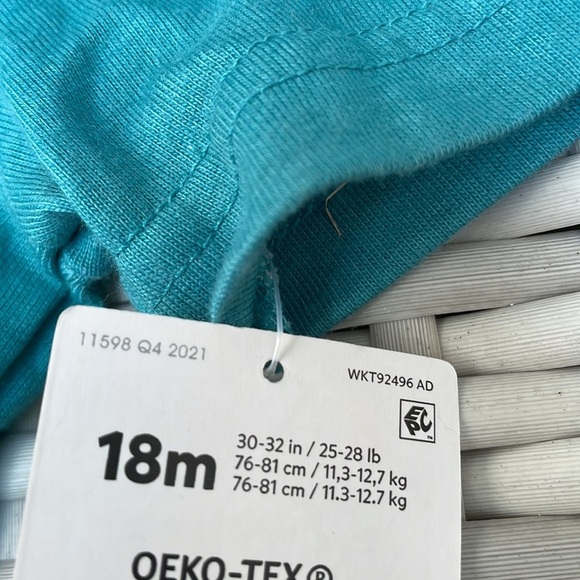 11598 Q4 2021
WKT92496 AD
EPC
18m
30-32 in / 25-28 lb
76-81 cm / 11,3-12,7 kg
76-81 cm / 11.3-12.7 kg
OEKO-TEX®